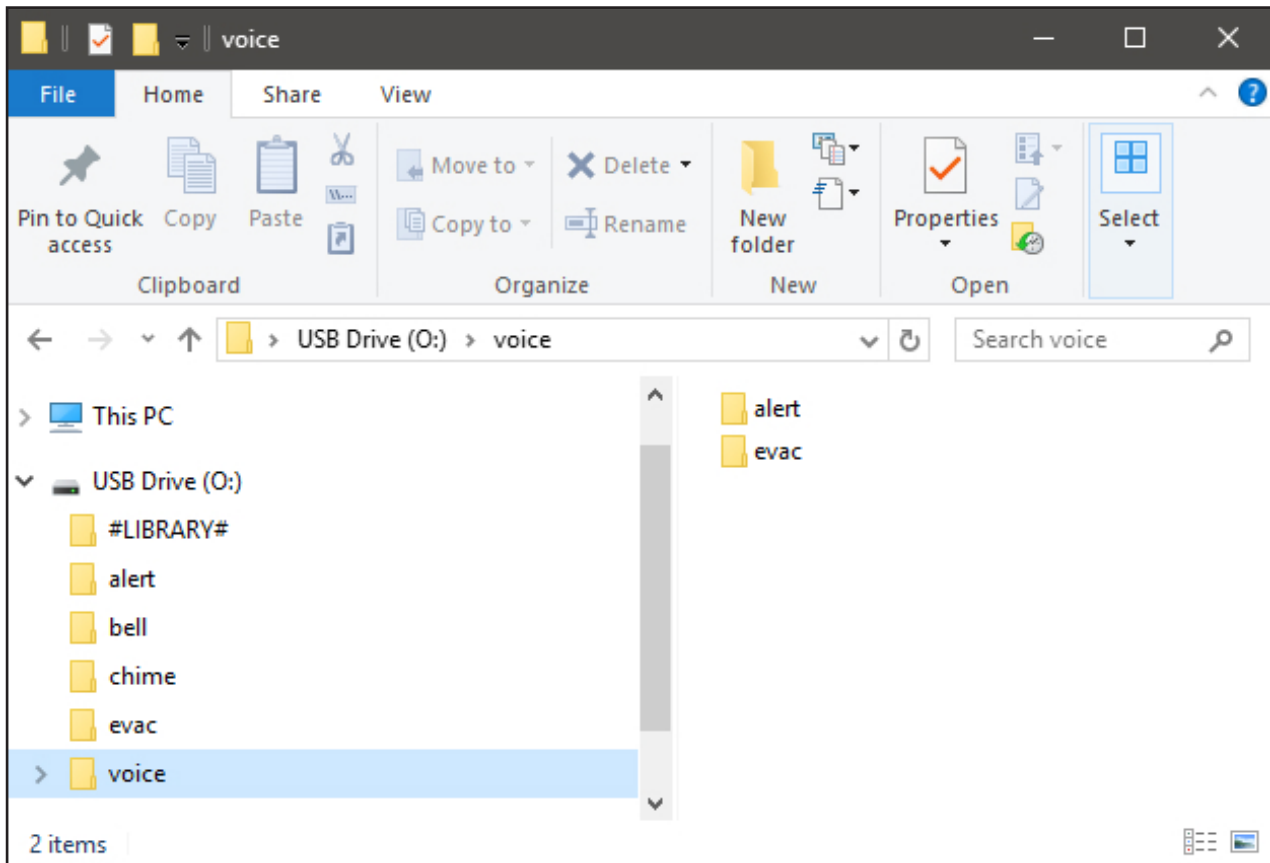 voice
File Home Share View
Pin to Quick access Copy Paste
Clipboard
Move to Delete
Copy to Rename
Organize
New folder
New
Properties
Open
Select
USB Drive (O:) voice
Search voice
This PC
USB Drive (O:)
#LIBRARY#
alert
bell
chime
evac
voice
alert
evac
2 items